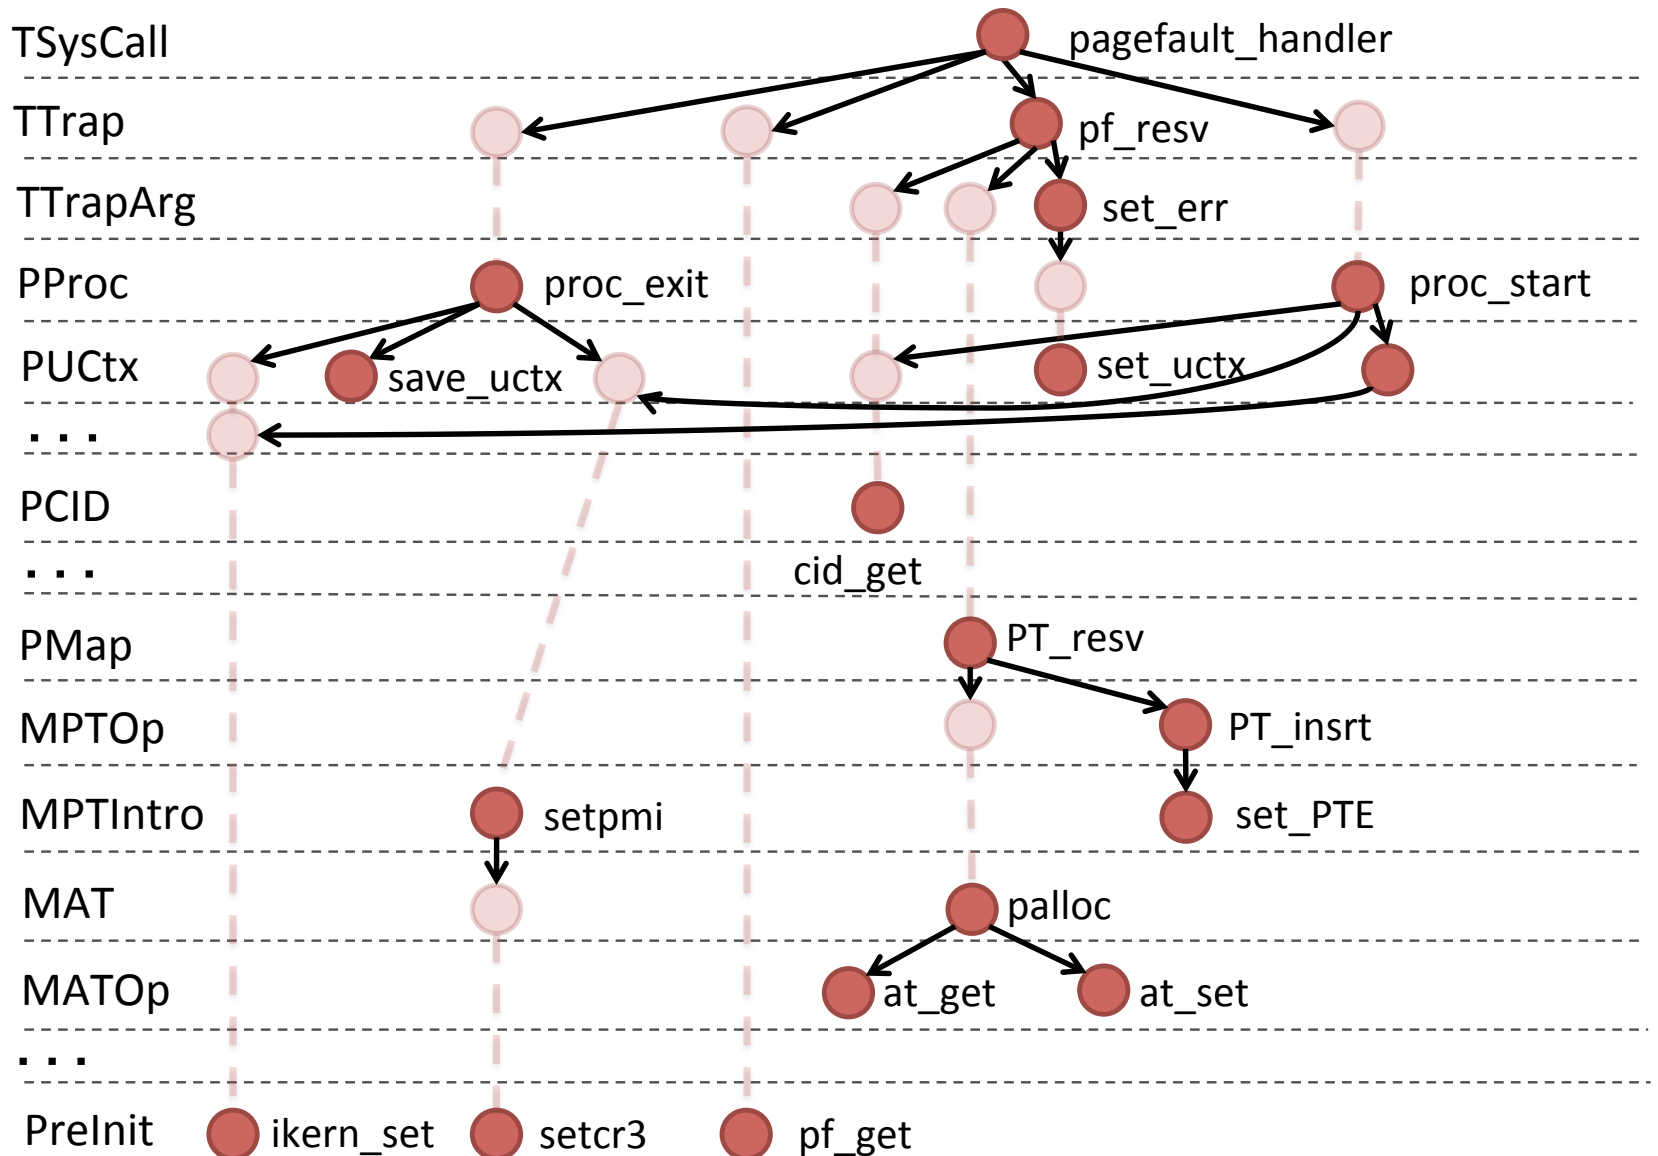 TSysCall pagefault_handler
TTrap pf_resv
TTrapArg set_err
PProc proc_exit proc_start
PUCtx save_uctx set_uctx
...
PCID
... cid_get
PMap PT_resv
MPTOp PT_insrt
MPTIntro setpmi set_PTE
MAT palloc
MATOp at_get at_set
...
PreInit ikern_set setcr3 pf_get